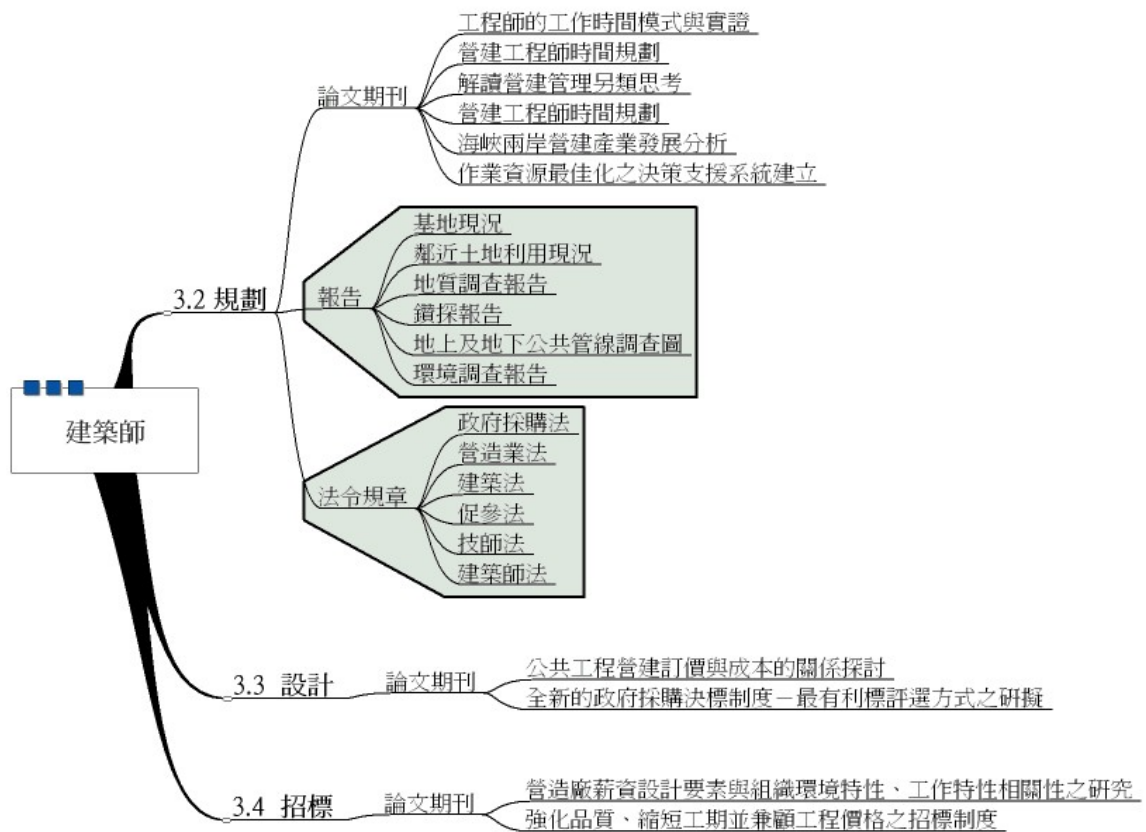 建築師
3.2 規劃
論文期刊
工程師的工作時間模式與實證
營建工程師時間規劃
解讀營建管理另類思考
營建工程師時間規劃
海峽兩岸營建產業發展分析
作業資源最佳化之決策支援系統建立
報告
基地現況
鄰近土地利用現況
地質調查報告
鑽探報告
地上及地下公共管線調查圖
環境調查報告
法令規章
政府採購法
營造業法
建築法
促參法
技師法
建築師法
3.3 設計
論文期刊
公共工程營建訂價與成本的關係探討
全新的政府採購決標制度－最有利標評選方式之研擬
3.4 招標
論文期刊
營造廠薪資設計要素與組織環境特性、工作特性相關性之研究
強化品質、縮短工期並兼顧工程價格之招標制度